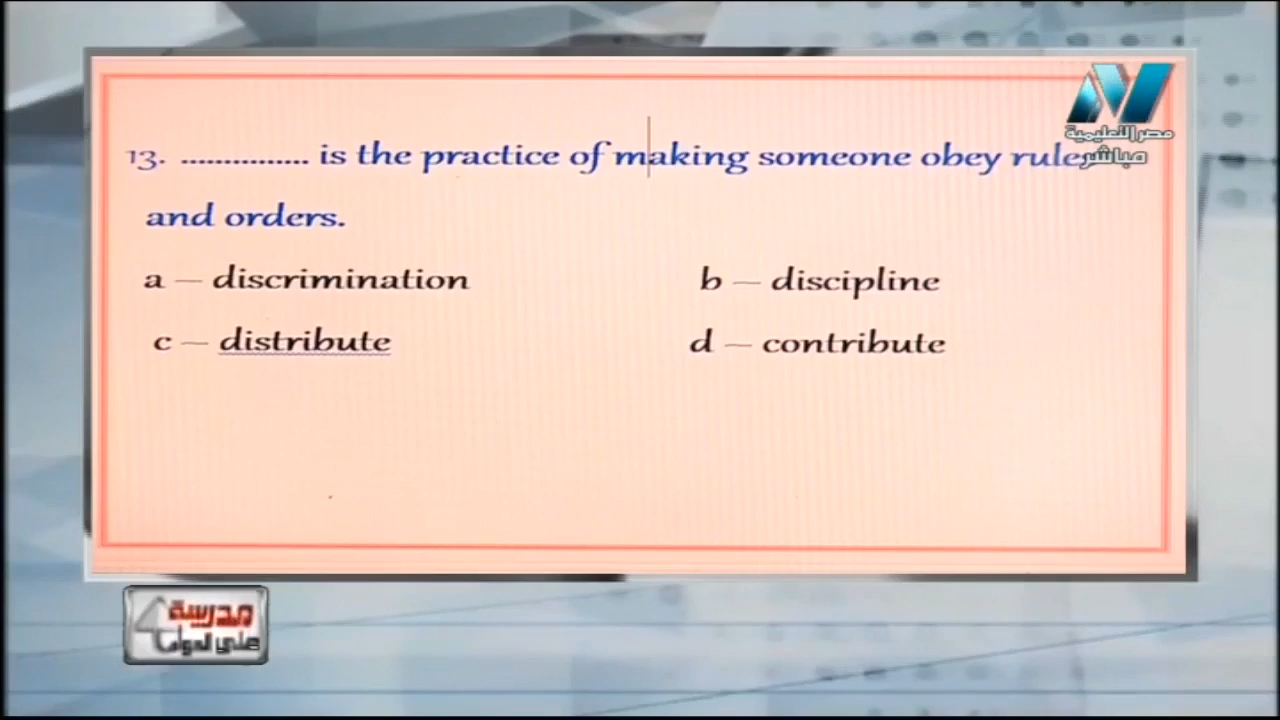 13. ............... is the practice of making someone obey rules
and orders.
a – discrimination
b – discipline
c – distribute
d – contribute
مصر التعليمية
مباشر
مدرسة
على الهواء